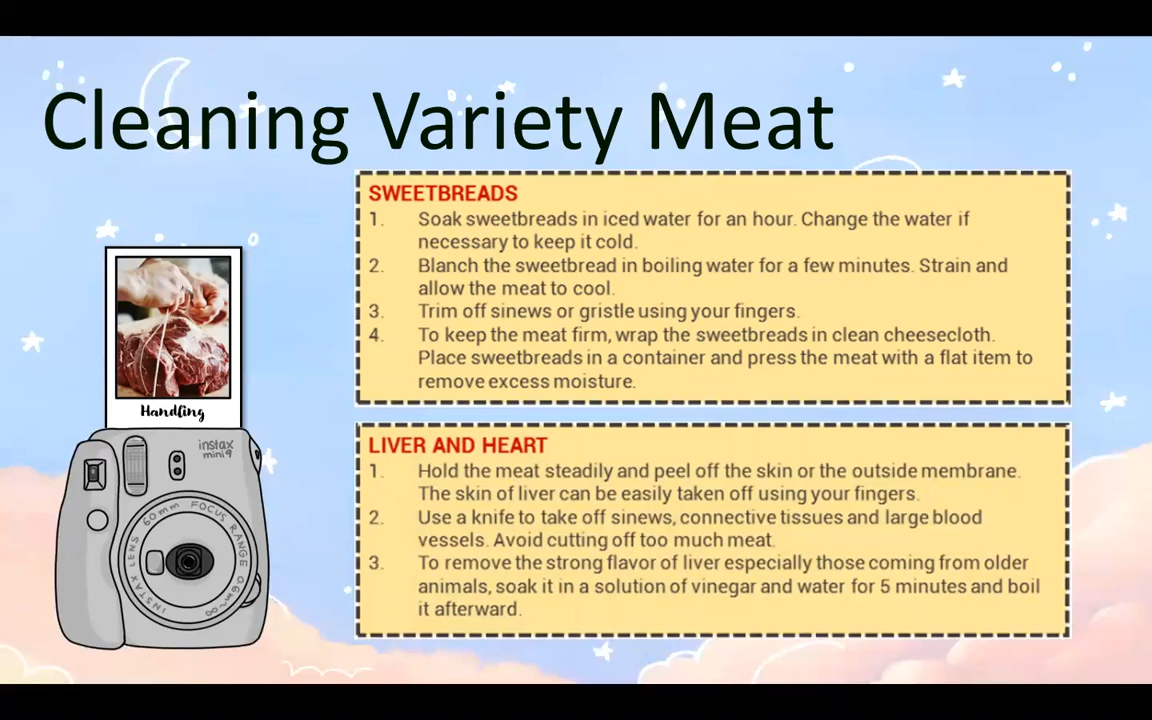 Cleaning Variety Meat
SWEETBREADS
1. Soak sweetbreads in iced water for an hour. Change the water if
necessary to keep it cold.
2. Blanch the sweetbread in boiling water for a few minutes. Strain and
allow the meat to cool.
3. Trim off sinews or gristle using your fingers.
4. To keep the meat firm, wrap the sweetbreads in clean cheesecloth.
Place sweetbreads in a container and press the meat with a flat item to
remove excess moisture.
Handling
instax
mini 9
60mm FOCUS RANGE 0.6m~∞
INSTAX LENS
LIVER AND HEART
1. Hold the meat steadily and peel off the skin or the outside membrane.
The skin of liver can be easily taken off using your fingers.
2. Use a knife to take off sinews, connective tissues and large blood
vessels. Avoid cutting off too much meat.
3. To remove the strong flavor of liver especially those coming from older
animals, soak it in a solution of vinegar and water for 5 minutes and boil
it afterward.